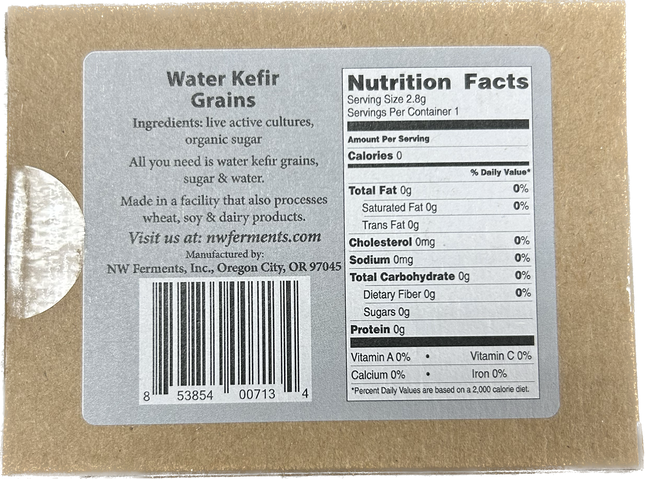 Water Kefir
Grains
Ingredients: live active cultures,
organic sugar
All you need is water kefir grains,
sugar & water.
Made in a facility that also processes
wheat, soy & dairy products.
Visit us at: nwferments.com
Manufactured by:
NW Ferments, Inc., Oregon City, OR 97045
8 53854 00713 4
Nutrition Facts
Serving Size 2.8g
Servings Per Container 1
Amount Per Serving
Calories 0
% Daily Value*
Total Fat 0g 0%
Saturated Fat 0g 0%
Trans Fat 0g
Cholesterol 0mg 0%
Sodium 0mg 0%
Total Carbohydrate 0g 0%
Dietary Fiber 0g 0%
Sugars 0g
Protein 0g
Vitamin A 0% • Vitamin C 0%
Calcium 0% • Iron 0%
*Percent Daily Values are based on a 2,000 calorie diet.